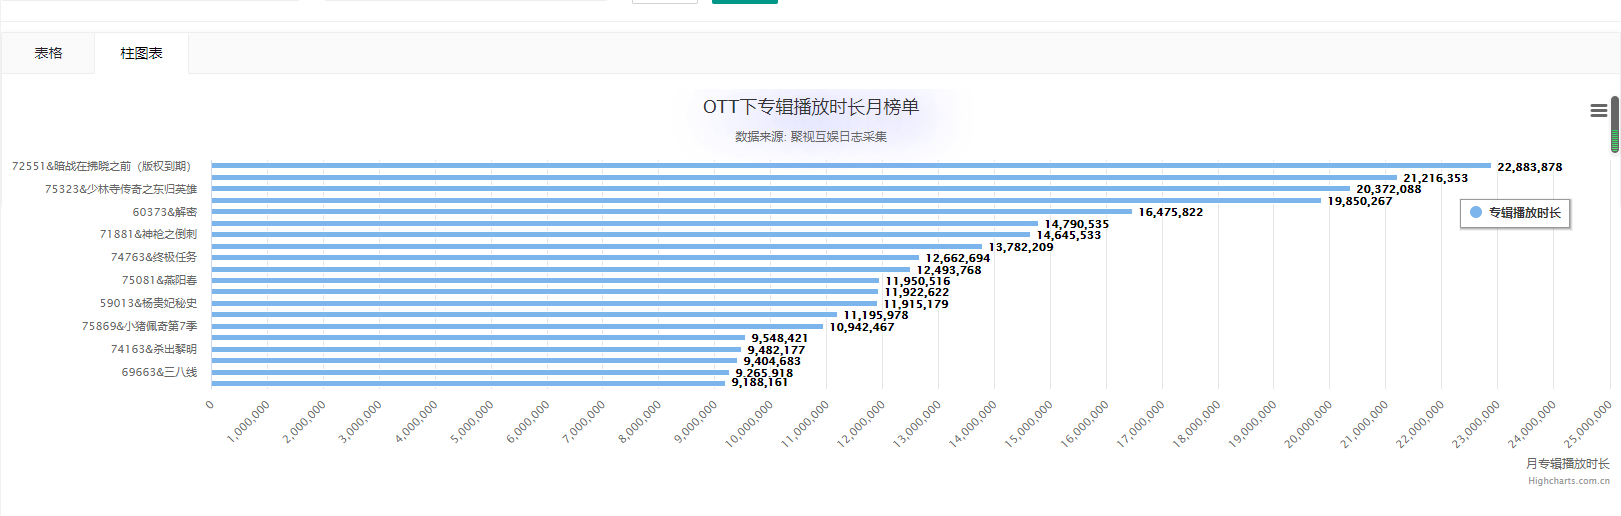 表格
柱图表
OTT下专辑播放时长月榜单
数据来源: 聚视互娱日志采集
72551&暗战在拂晓之前（版权到期）
22,883,878
21,216,353
75323&少林寺传奇之东归英雄
20,372,088
19,850,267
专辑播放时长
60373&解密
16,475,822
14,790,535
71881&神枪之倒刺
14,645,533
13,782,209
74763&终极任务
12,662,694
12,493,768
75081&燕阳春
11,950,516
11,922,622
59013&杨贵妃秘史
11,915,179
11,195,978
75869&小猪佩奇第7季
10,942,467
9,548,421
74163&杀出黎明
9,482,177
9,404,683
69663&三八线
9,265,918
9,188,161
0
1,000,000
2,000,000
3,000,000
4,000,000
5,000,000
6,000,000
7,000,000
8,000,000
9,000,000
10,000,000
11,000,000
12,000,000
13,000,000
14,000,000
15,000,000
16,000,000
17,000,000
18,000,000
19,000,000
20,000,000
21,000,000
22,000,000
23,000,000
24,000,000
25,000,000
月专辑播放时长
Highcharts.com.cn